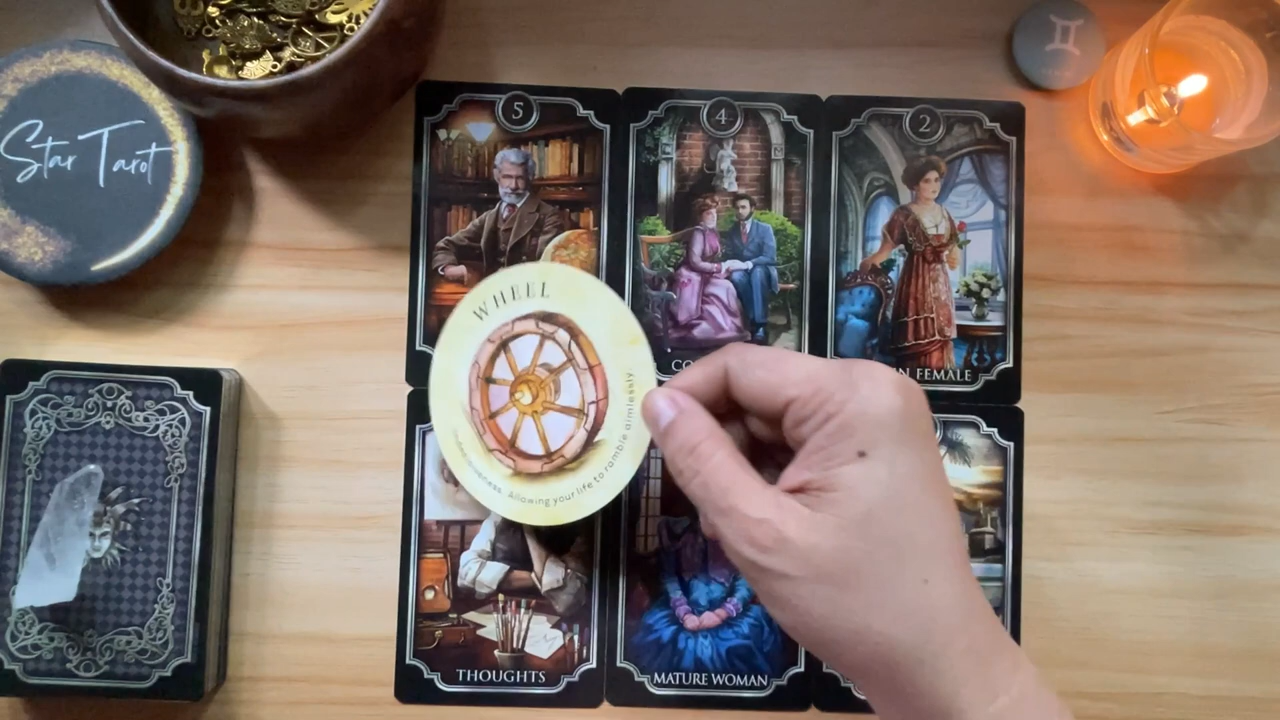 Star Tarot
5
4
2
WHEEL
Allowing your life to ramble aimlessly
FEMALE
THOUGHTS
MATURE WOMAN